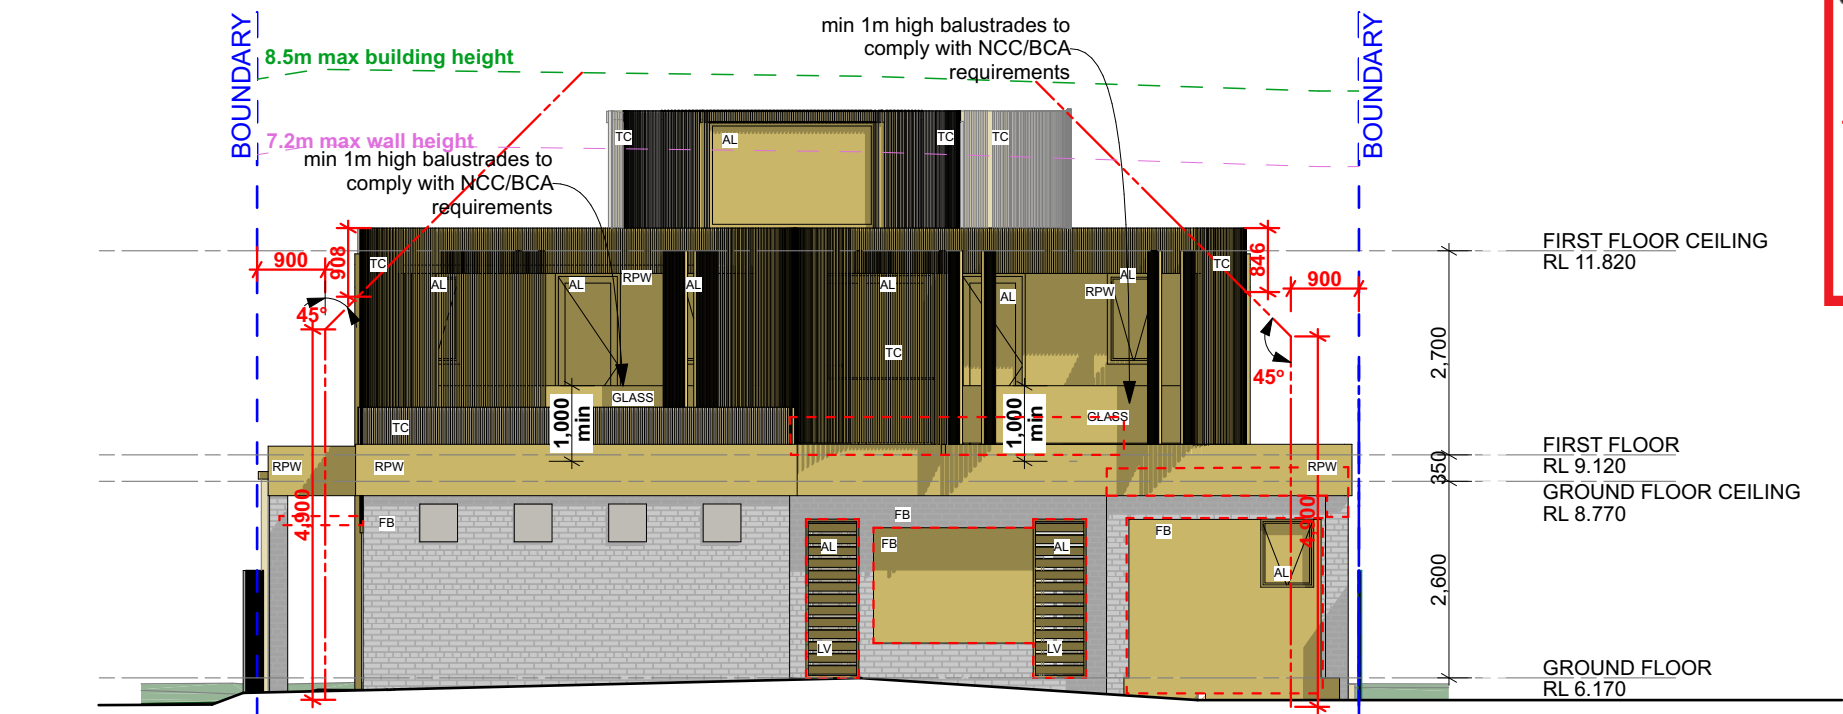 BOUNDARY
8.5m max building height
7.2m max wall height
min 1m high balustrades to
comply with NCC/BCA
requirements
min 1m high balustrades to
comply with NCC/BCA
requirements
BOUNDARY
TC
AL
TC
TC
900
908
45°
TC
AL
AL
RPW
AL
AL
TC
AL
RPW
AL
TC
846
900
45°
GLASS
1,000
min
TC
1,000
min
GLASS
RPW
RPW
RPW
4,900
FB
FB
AL
FB
AL
LV
LV
FB
AL
4,900
2,700
350
2,600
FIRST FLOOR CEILING
RL 11.820
FIRST FLOOR
RL 9.120
GROUND FLOOR CEILING
RL 8.770
GROUND FLOOR
RL 6.170